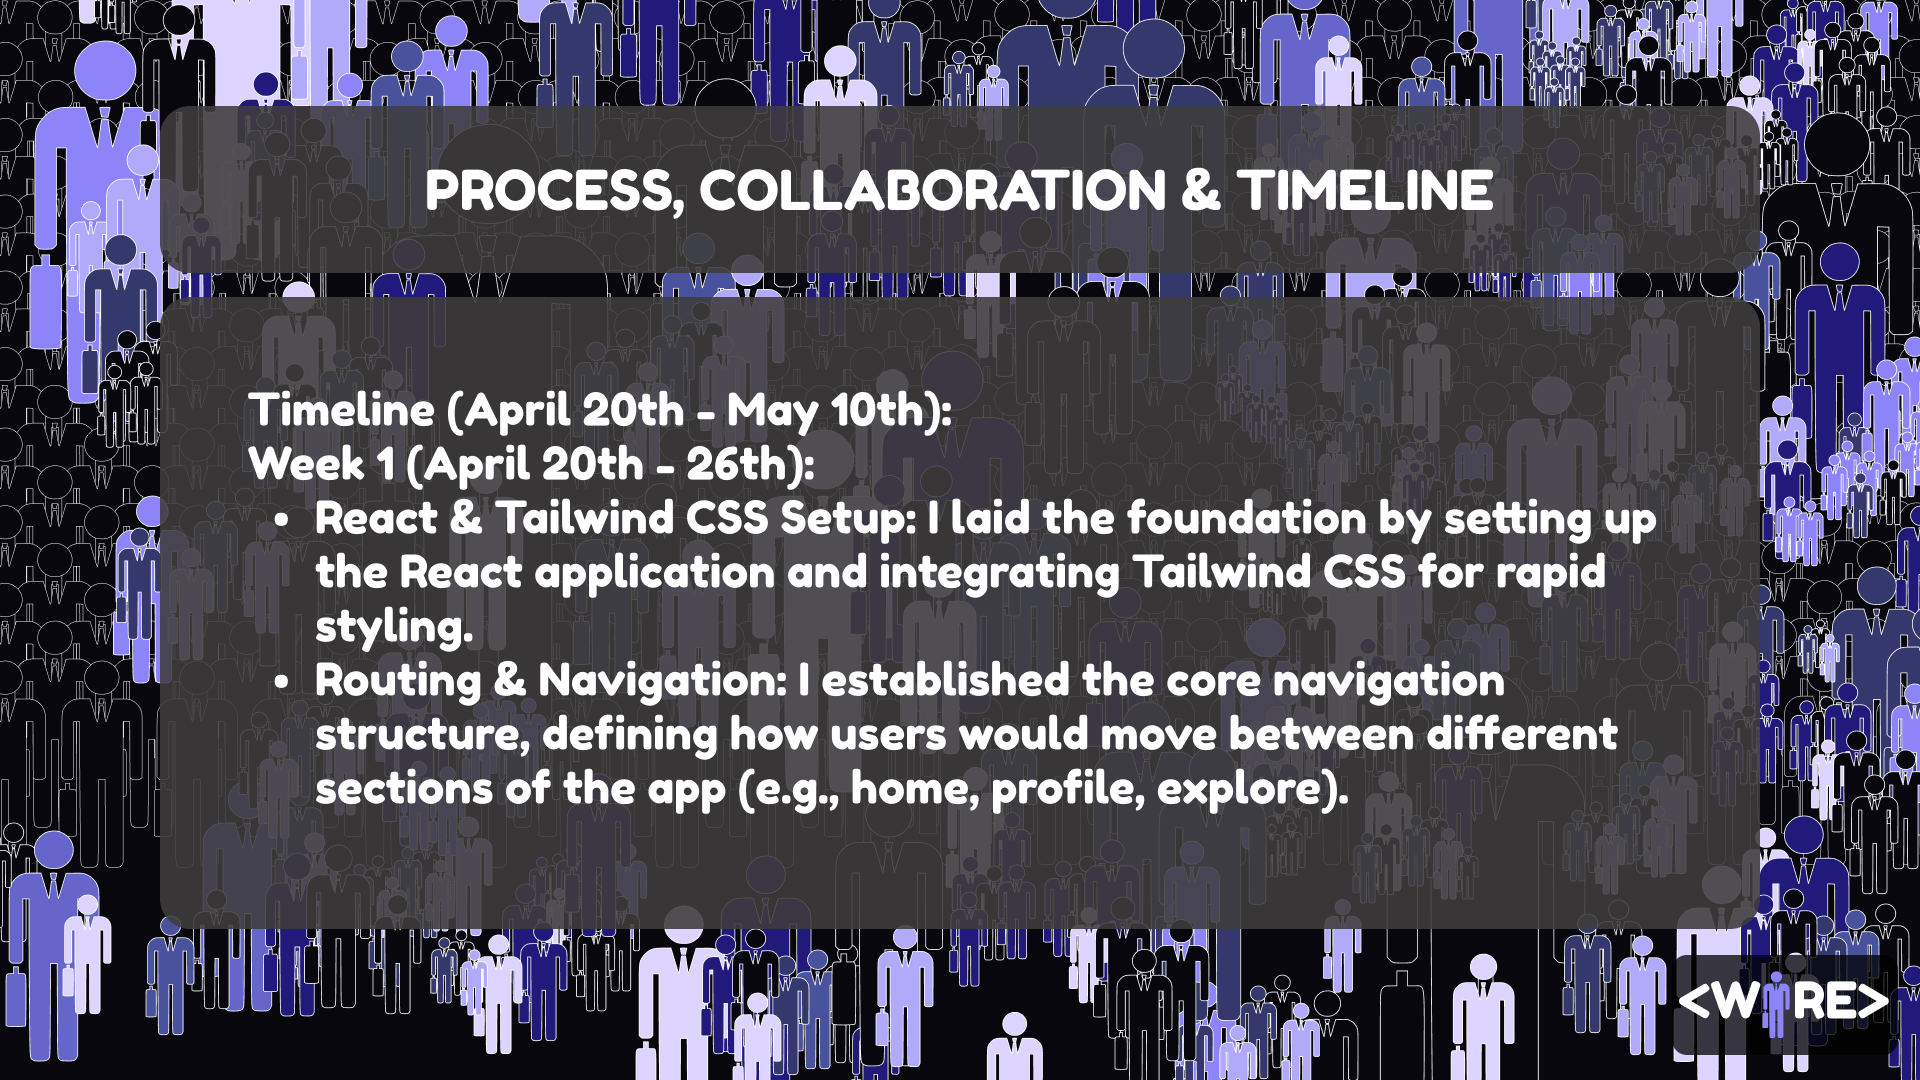 PROCESS, COLLABORATION & TIMELINE
Timeline (April 20th - May 10th):
Week 1 (April 20th - 26th):
• React & Tailwind CSS Setup: I laid the foundation by setting up
the React application and integrating Tailwind CSS for rapid
styling.
• Routing & Navigation: I established the core navigation
structure, defining how users would move between different
sections of the app (e.g., home, profile, explore).
<W RE>